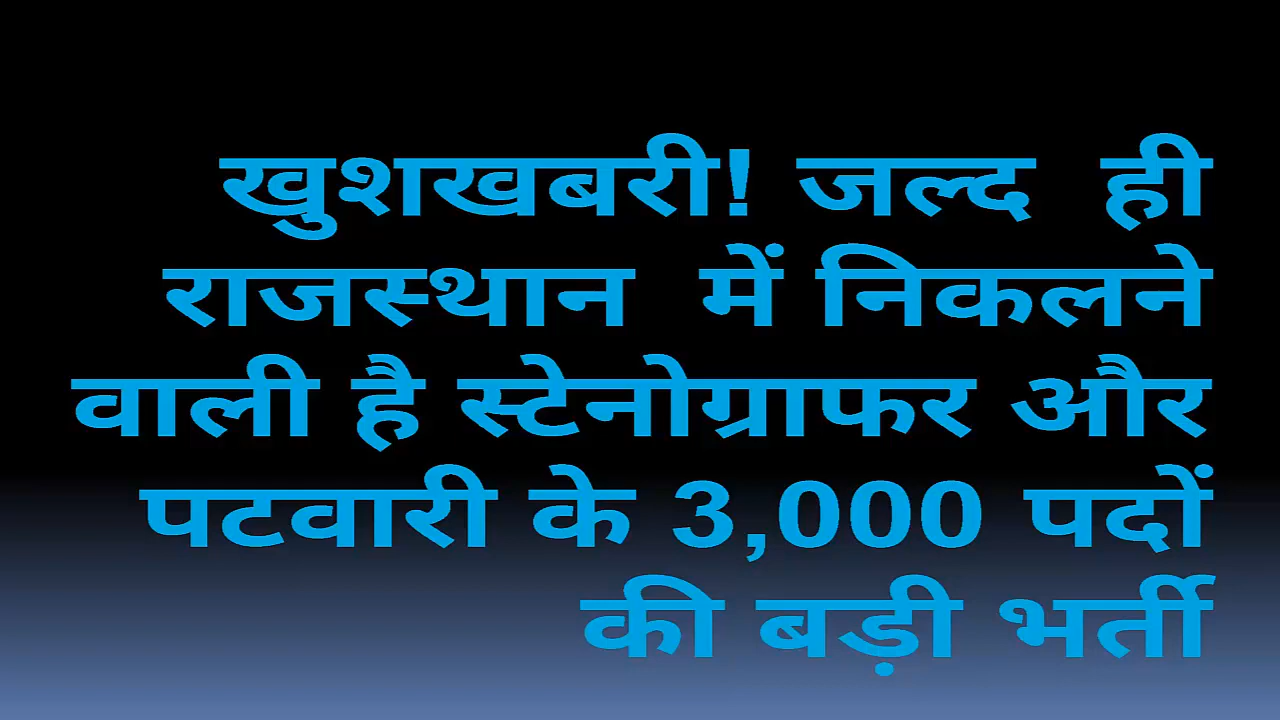 खुशखबरी! जल्द ही
राजस्थान में निकलने
वाली है स्टेनोग्राफर और
पटवारी के 3,000 पदों
की बड़ी भर्ती